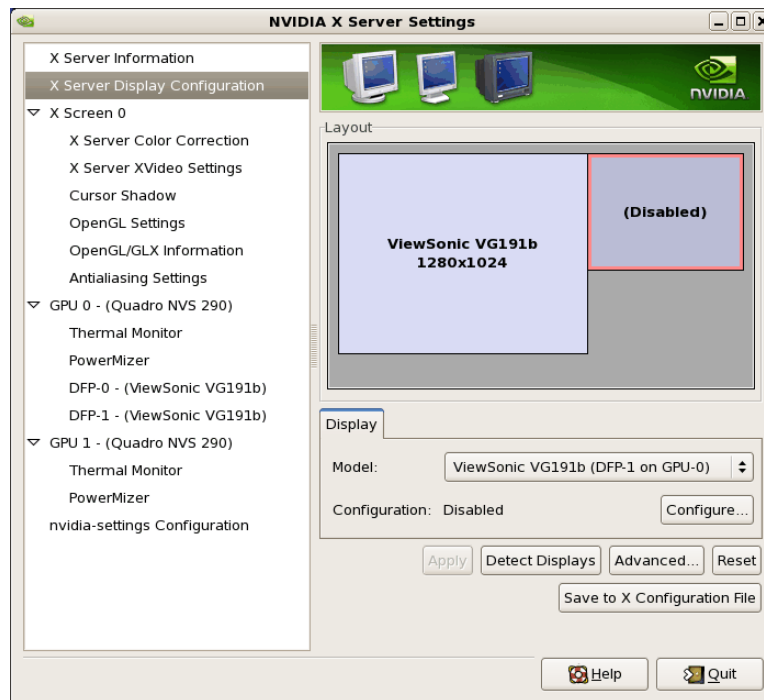 NVIDIA X Server Settings
X Server Information
X Server Display Configuration
X Screen 0
X Server Color Correction
X Server XVideo Settings
Cursor Shadow
OpenGL Settings
OpenGL/GLX Information
Antialiasing Settings
GPU 0 - (Quadro NVS 290)
Thermal Monitor
PowerMizer
DFP-0 - (ViewSonic VG191b)
DFP-1 - (ViewSonic VG191b)
GPU 1 - (Quadro NVS 290)
Thermal Monitor
PowerMizer
nvidia-settings Configuration
NVIDIA
Layout
ViewSonic VG191b
1280x1024
(Disabled)
Display
Model: ViewSonic VG191b (DFP-1 on GPU-0)
Configuration: Disabled Configure...
Apply Detect Displays Advanced... Reset
Save to X Configuration File
Help Quit